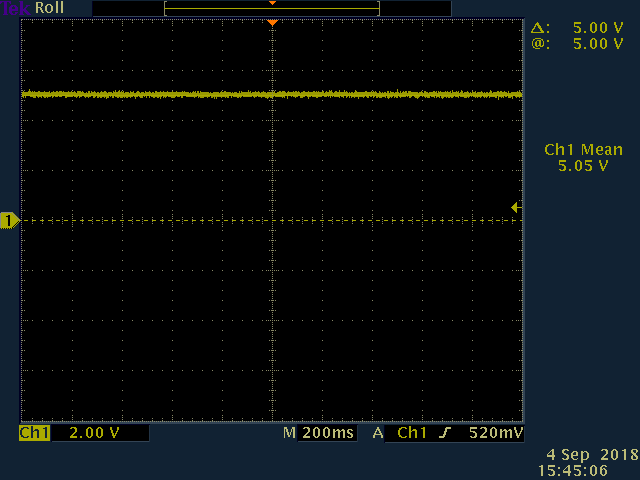 Tek Roll
Δ: 5.00 V
@: 5.00 V
Ch1 Mean
5.05 V
1
Ch1 2.00 V M 200ms A Ch1 520mV
4 Sep 2018
15:45:06